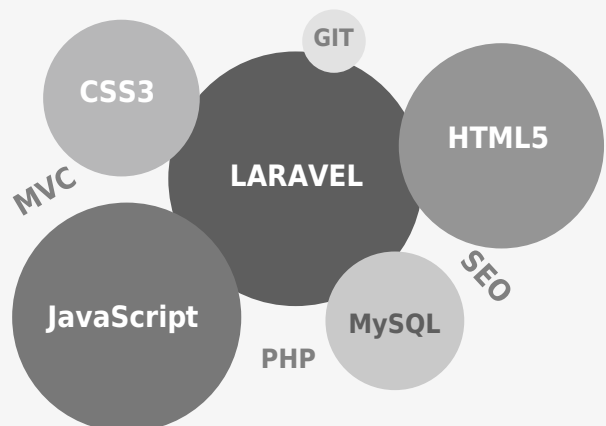 GIT
CSS3
HTML5
LARAVEL
MVC
SEO
JavaScript
MySQL
PHP